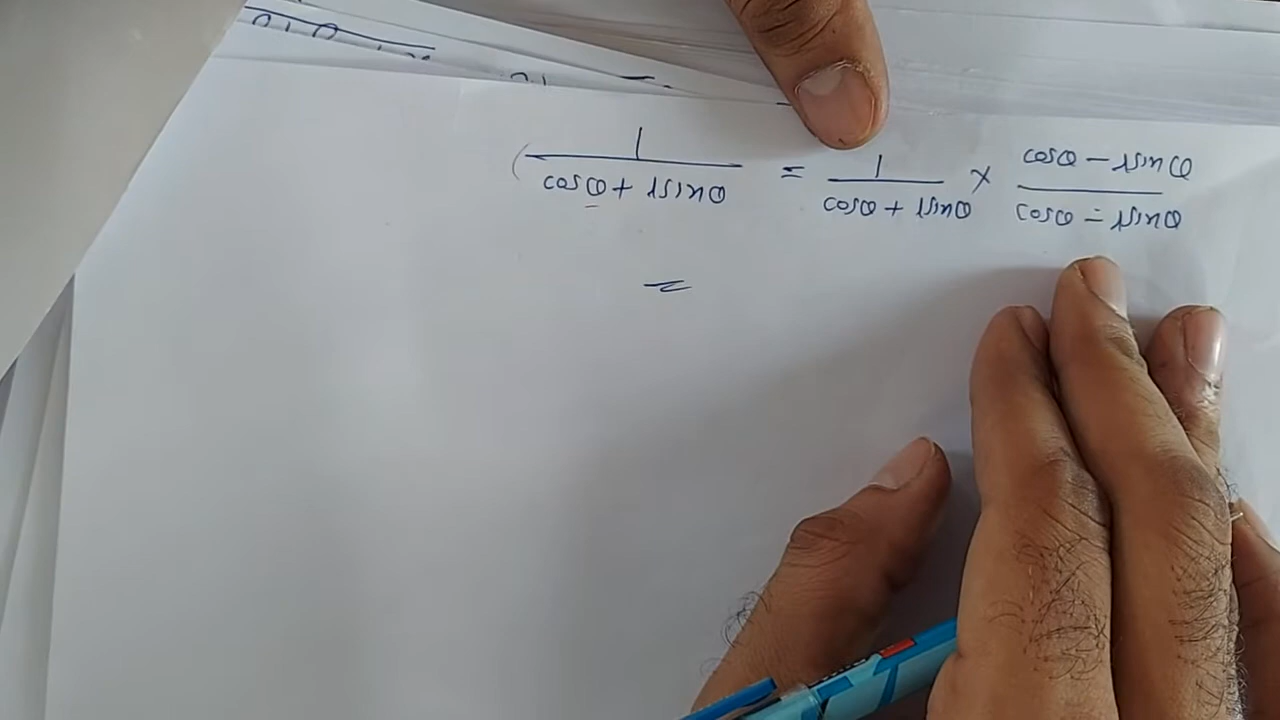 1/(cosθ + isinθ) = 1/(cosθ + isinθ) × (cosθ - isinθ)/(cosθ - isinθ)
=